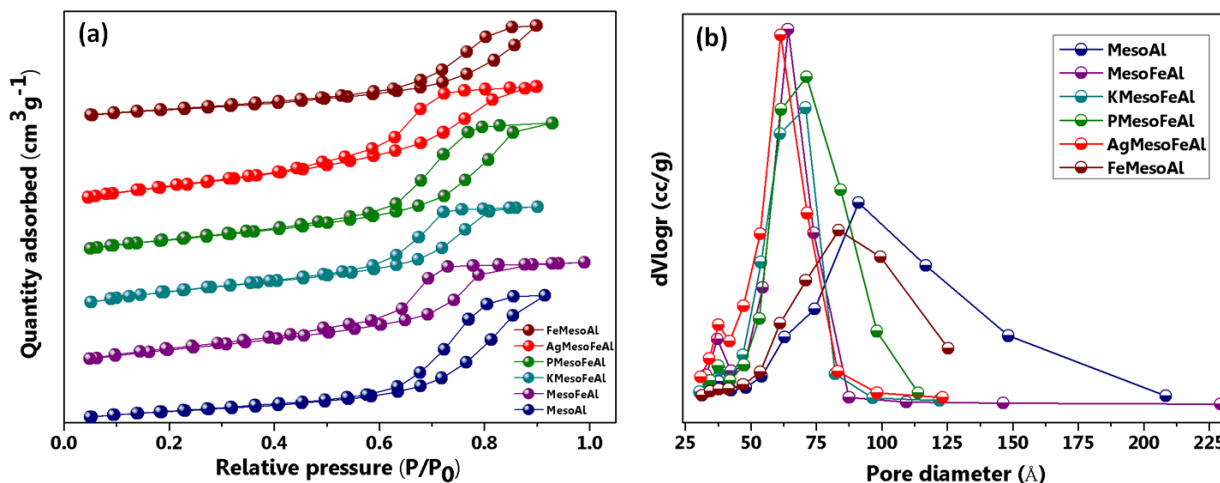 (a)
Quantity adsorbed (cm³g⁻¹)
FeMesoAl
AgMesoFeAl
PMesoFeAl
KMesoFeAl
MesoFeAl
MesoAl
0.0 0.2 0.4 0.6 0.8 1.0
Relative pressure (P/P₀)
(b)
dVlogr (cc/g)
MesoAl
MesoFeAl
KMesoFeAl
PMesoFeAl
AgMesoFeAl
FeMesoAl
25 50 75 100 125 150 175 200 225
Pore diameter (Å)